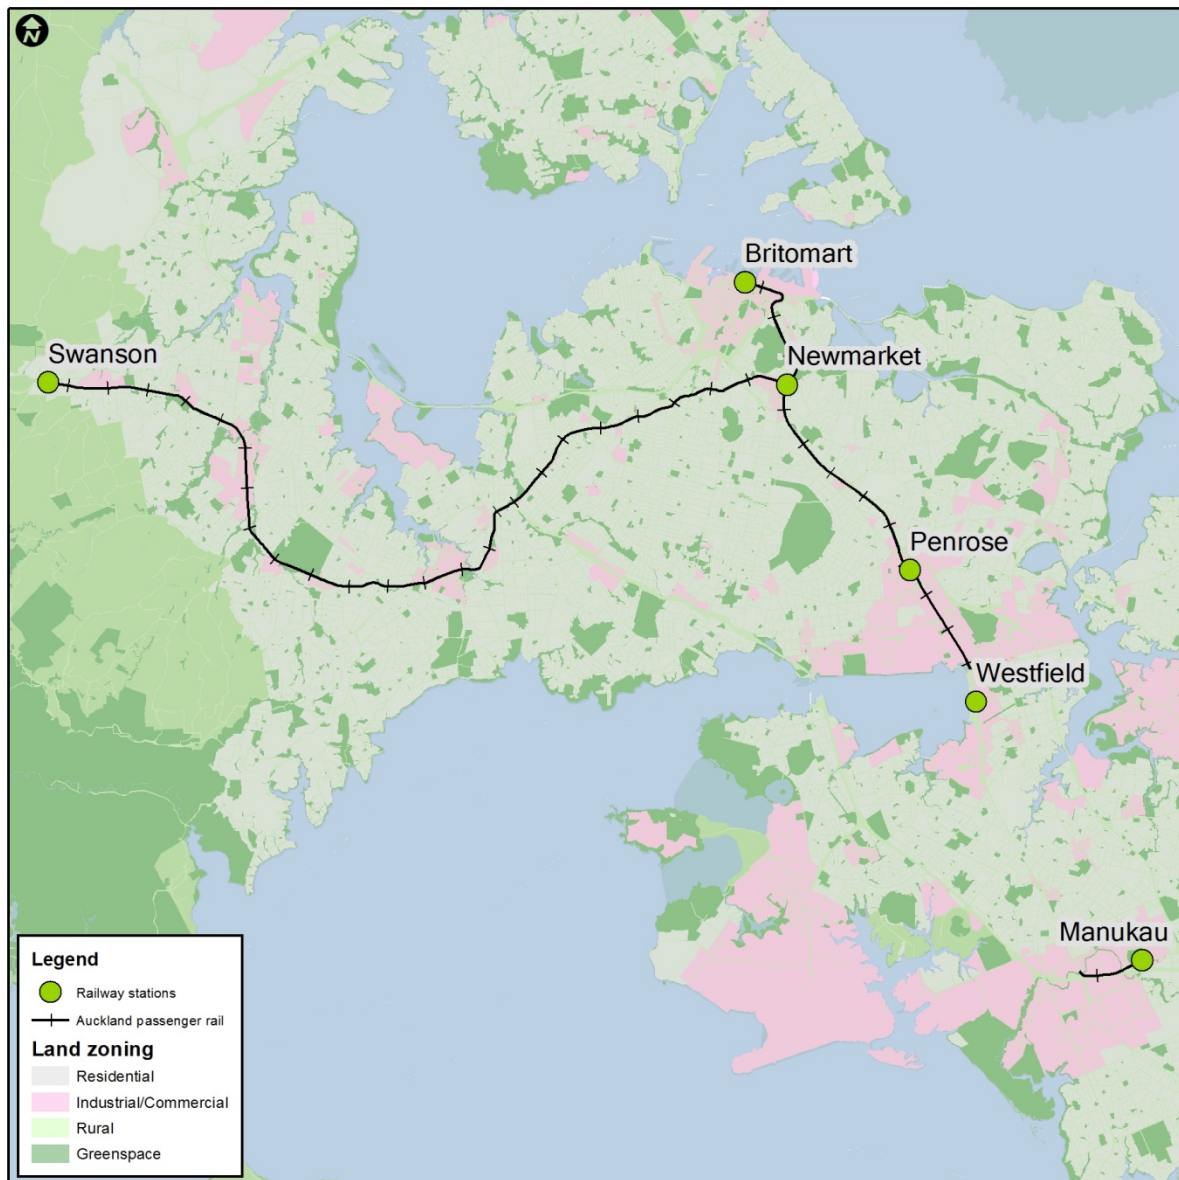 N
Britomart
Swanson
Newmarket
Penrose
Westfield
Manukau
Legend
Railway stations
Auckland passenger rail
Land zoning
Residential
Industrial/Commercial
Rural
Greenspace